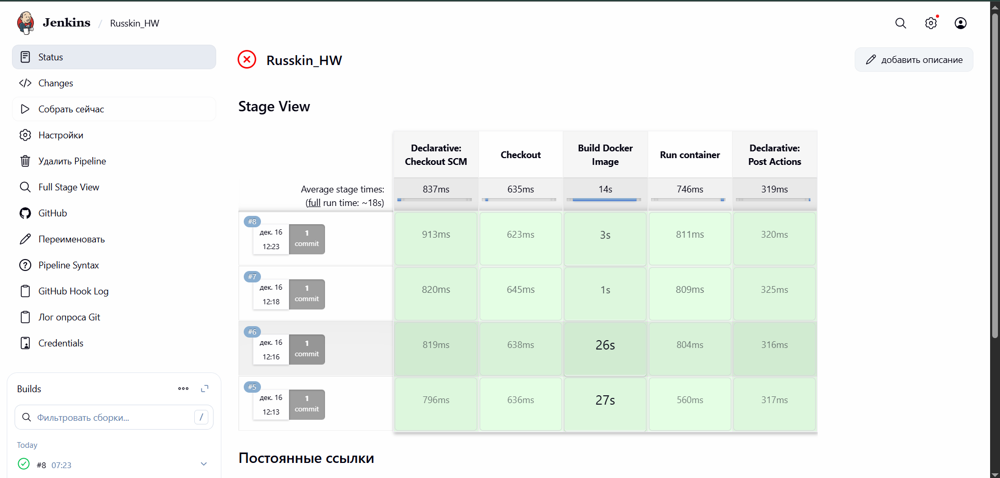 Jenkins / Russkin_HW
Status
Changes
Собрать сейчас
Настройки
Удалить Pipeline
Full Stage View
GitHub
Переименовать
Pipeline Syntax
GitHub Hook Log
Лог опроса Git
Credentials
Builds
Фильтровать сборки... /
Today
#8 07:23
Russkin_HW
добавить описание
Stage View
Declarative: Checkout SCM
Checkout
Build Docker Image
Run container
Declarative: Post Actions
Average stage times:
(full run time: ~18s)
837ms 635ms 14s 746ms 319ms
#8
дек. 16
12:23
1
commit
913ms 623ms 3s 811ms 320ms
#7
дек. 16
12:18
1
commit
820ms 645ms 1s 809ms 325ms
#6
дек. 16
12:16
1
commit
819ms 638ms 26s 804ms 316ms
#5
дек. 16
12:13
1
commit
796ms 636ms 27s 560ms 317ms
Постоянные ссылки